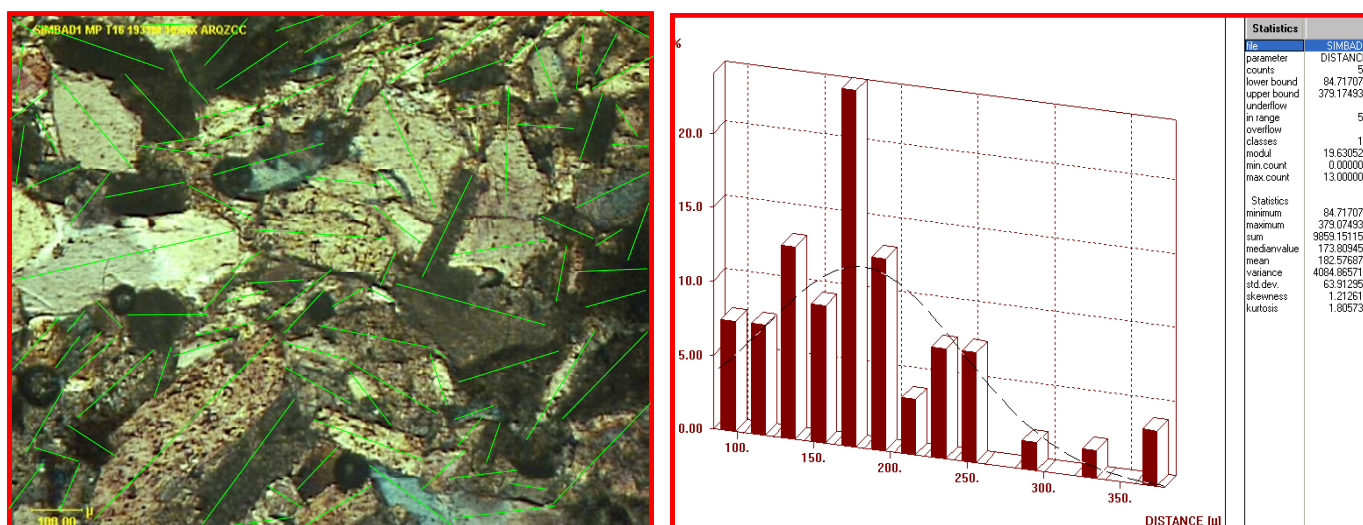 SIMBAD1 MP T16 1931M 10XNX ARQZCC
100.00 µ
%
20.0
15.0
10.0
5.00
0.00
100. 150. 200. 250. 300. 350.
DISTANCE [µ]
Statistics
file SIMBAD
parameter DISTANC
counts 5
lower bound 84.71707
upper bound 379.17493
underflow
in range 5
overflow
classes 1
modul 19.63052
min.count 0.00000
max.count 13.00000
Statistics
minimum 84.71707
maximum 379.07493
sum 9859.15115
medianvalue 173.80945
mean 182.57687
variance 4084.86571
std.dev. 63.91295
skewness 1.21261
kurtosis 1.80573